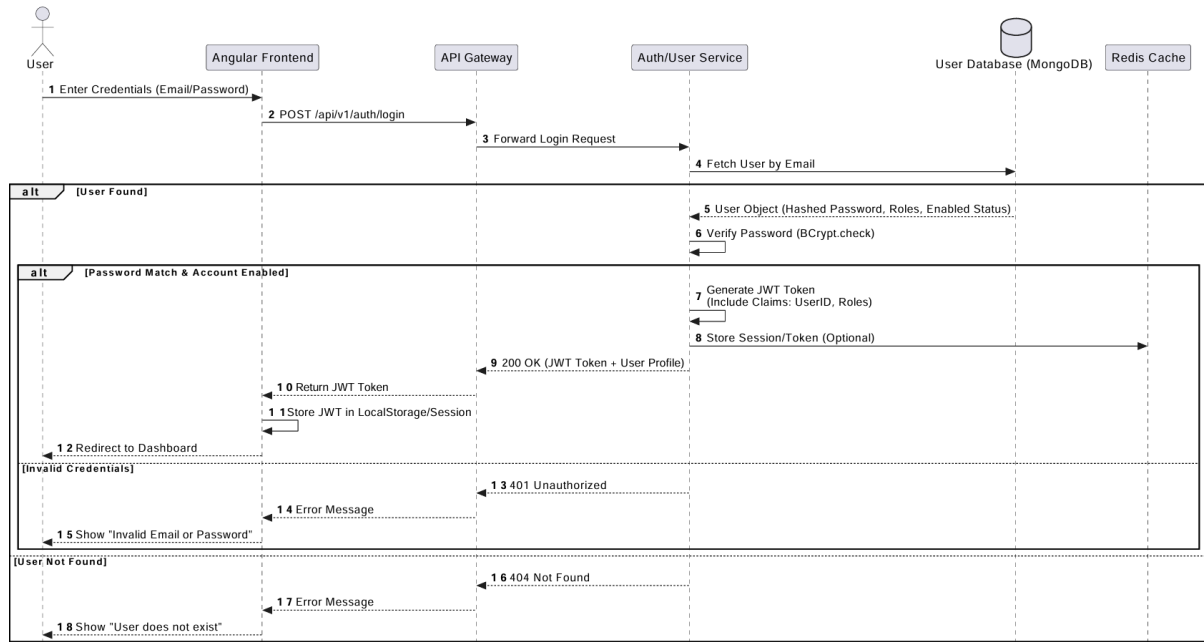 User
Angular Frontend
API Gateway
Auth/User Service
User Database (MongoDB)
Redis Cache
1 Enter Credentials (Email/Password)
2 POST /api/v1/auth/login
3 Forward Login Request
4 Fetch User by Email
alt [User Found]
5 User Object (Hashed Password, Roles, Enabled Status)
6 Verify Password (BCrypt.check)
alt [Password Match & Account Enabled]
7 Generate JWT Token
(Include Claims: UserID, Roles)
8 Store Session/Token (Optional)
9 200 OK (JWT Token + User Profile)
10 Return JWT Token
11 Store JWT in LocalStorage/Session
12 Redirect to Dashboard
[Invalid Credentials]
13 401 Unauthorized
14 Error Message
15 Show "Invalid Email or Password"
[User Not Found]
16 404 Not Found
17 Error Message
18 Show "User does not exist"